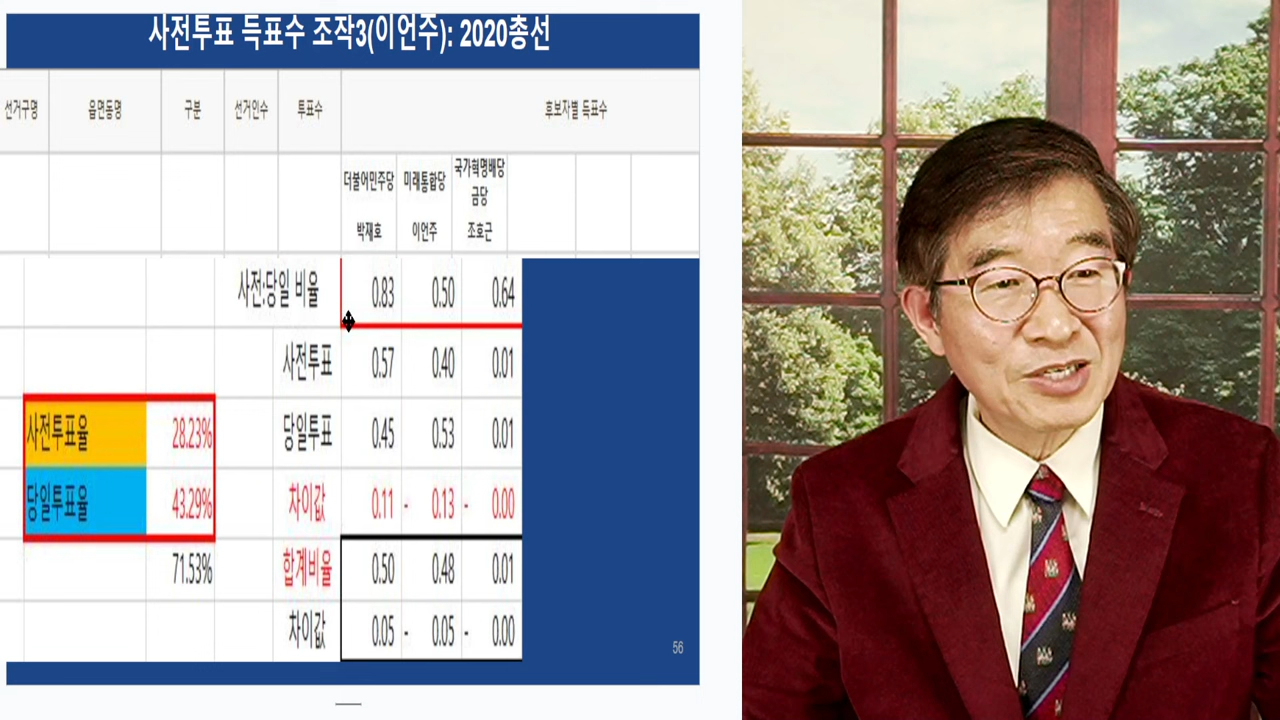 사전투표 득표수 조작3(이언주): 2020총선
선거구명 읍면동명 구분 선거인수 투표수 후보자별 득표수
더불어민주당 미래통합당 국가혁명배당금당
박재호 이언주 조호근
사전:당일 비율 0.83 0.50 0.64
사전투표 0.57 0.40 0.01
사전투표율 28.23% 당일투표 0.45 0.53 0.01
당일투표율 43.29% 차이값 0.11 - 0.13 - 0.00
71.53% 합계비율 0.50 0.48 0.01
차이값 0.05 - 0.05 - 0.00
56